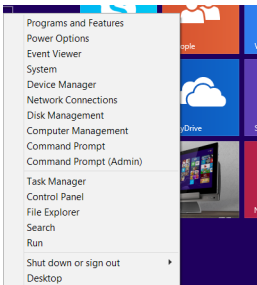 Programs and Features
Power Options
Event Viewer
System
Device Manager
Network Connections
Disk Management
Computer Management
Command Prompt
Command Prompt (Admin)
Task Manager
Control Panel
File Explorer
Search
Run
Shut down or sign out
Desktop